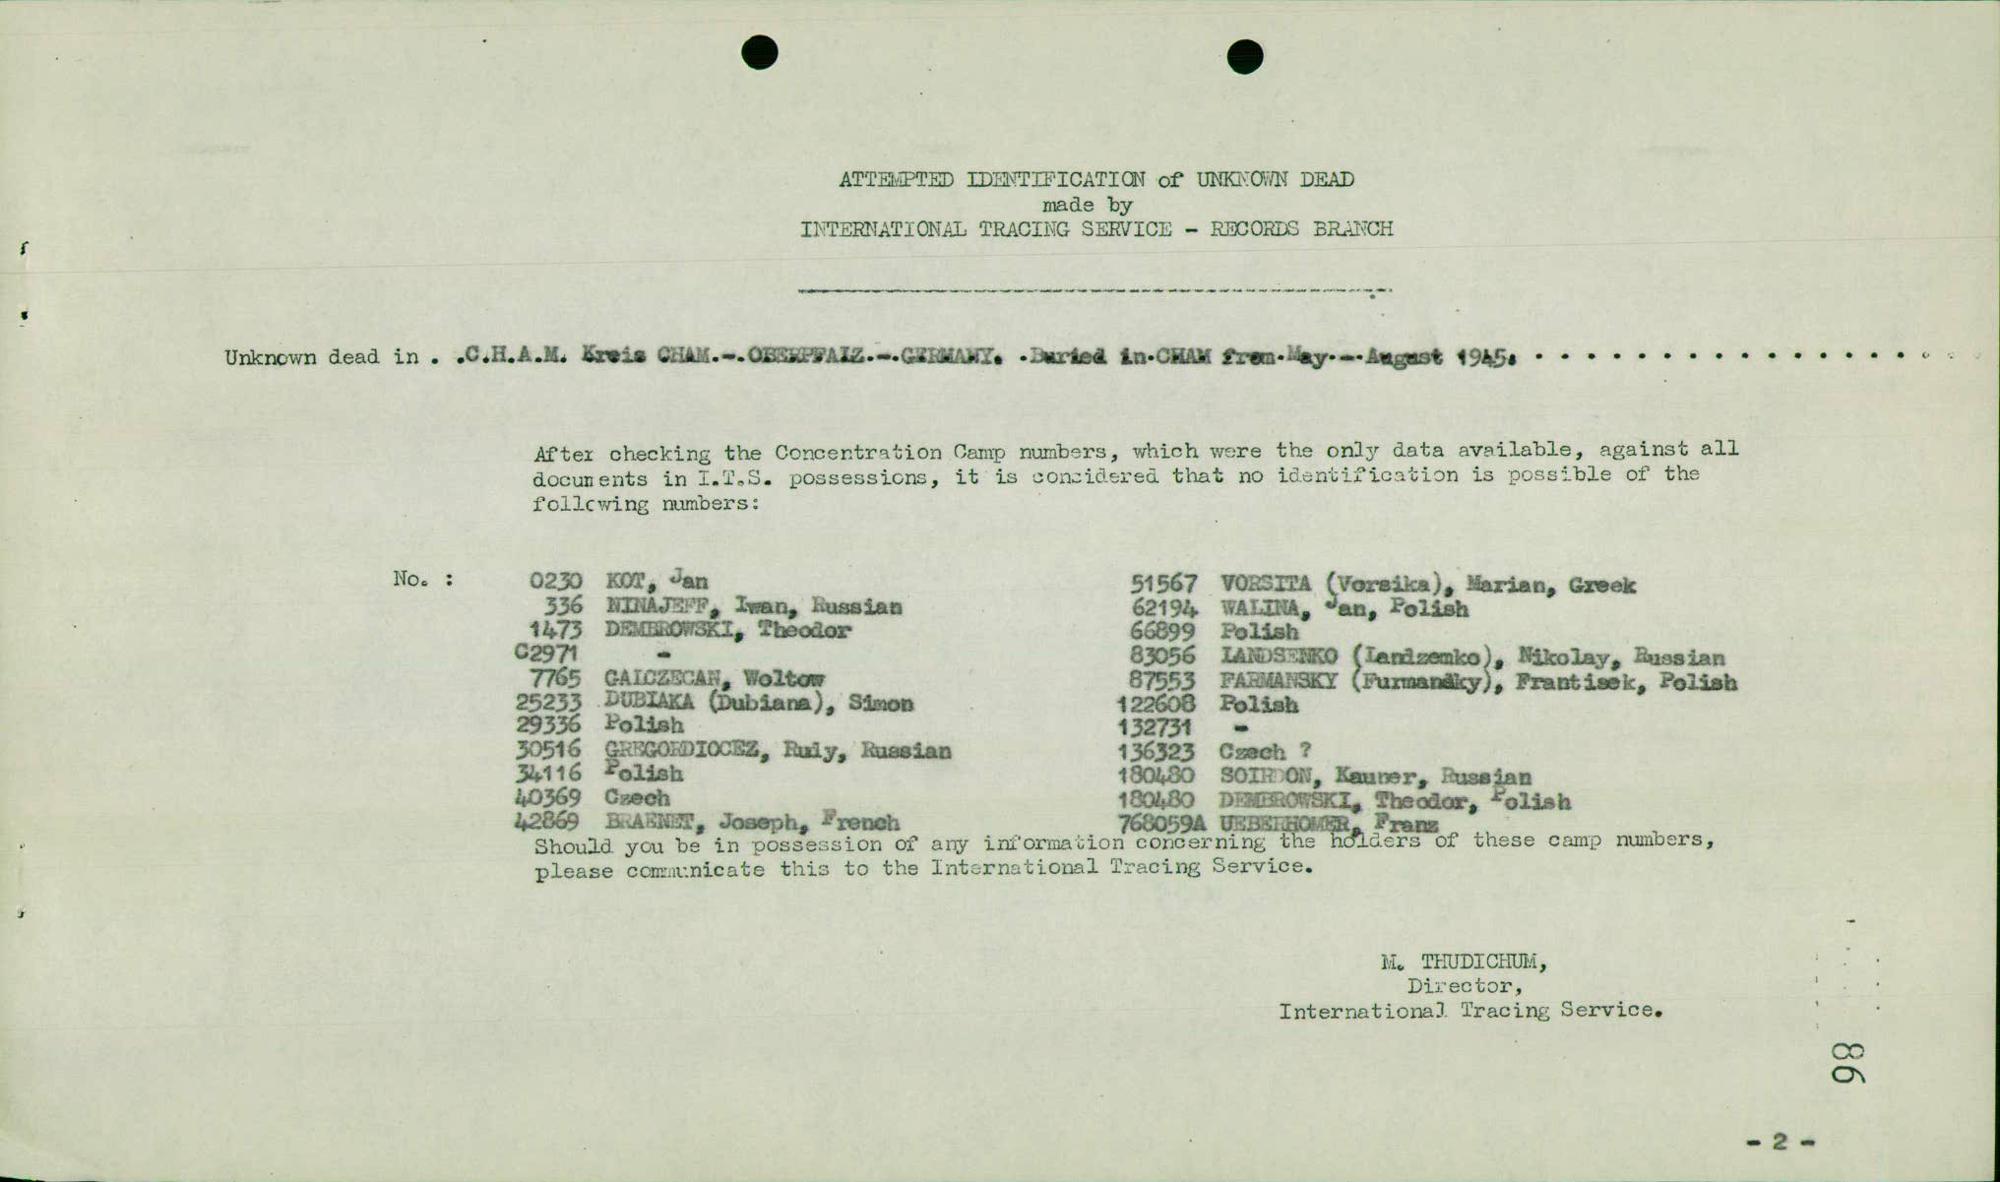 ATTEMPTED IDENTIFICATION of UNKNOWN DEAD
made by
INTERNATIONAL TRACING SERVICE - RECORDS BRANCH
Unknown dead in . .C.H.A.M. Kreis CHAM.-.OBERPFALZ.-.GERMANY. .Buried in.CHAM from.May.-.August 1945. . . . . . . . . . . . . . . . . .
After checking the Concentration Camp numbers, which were the only data available, against all
documents in I.T.S. possessions, it is considered that no identification is possible of the
following numbers:
No. :
0230 KOT, Jan
336 NINAJEFF, Iwan, Russian
1473 DEMBROWSKI, Theodor
C2971 -
7765 GALCZECAN, Woltow
25233 DUBIAKA (Dubiana), Simon
29336 Polish
30516 GREGORDIOCEZ, Ruly, Russian
34116 Polish
40369 Czech
42869 BRAENET, Joseph, French
51567 VORSITA (Vorsika), Marian, Greek
62194 WALINA, Jan, Polish
66899 Polish
83056 LANDSENKO (Landzemko), Nikolay, Russian
87553 FARMANSKY (Furmandky), Frantisek, Polish
122608 Polish
132731 -
136323 Czech ?
180480 Kauner, Russian
180480 DEMBROWSKI, Theodor, Polish
768059A UEBERHOMER, Franz
Should you be in possession of any information concerning the holders of these camp numbers,
please communicate this to the International Tracing Service.
M. THUDICHUM,
Director,
International Tracing Service.
98
- 2 -